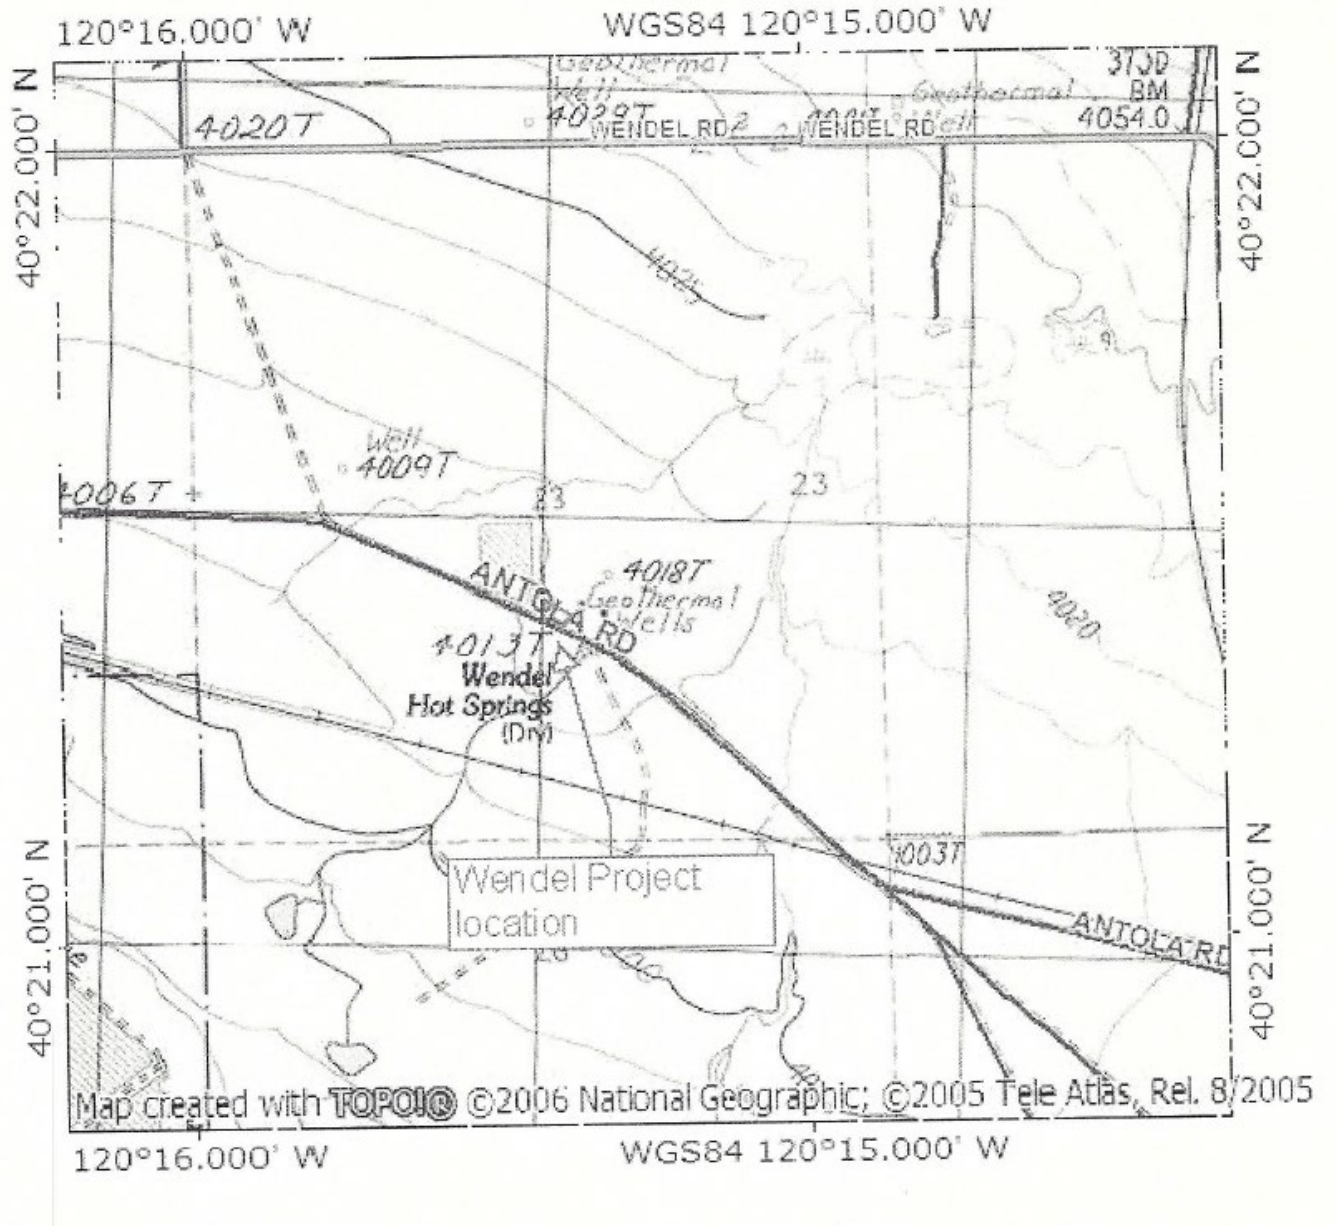 120°16.000' W
WGS84 120°15.000' W
40°22.000' N
40°22.000' N
Geothermal
Well
4029T
Geothermal
Well
BM
4054.0
4020T
WENDEL RD
WENDEL RD
4025
Well
4009T
4006T
23
23
4018T
Geothermal
Wells
ANTOLA RD
4013T
Wendel
Hot Springs
(Dry)
4020
Wendel Project
location
ANTOLA RD
40°21.000' N
40°21.000' N
Map created with TOPO!® ©2006 National Geographic; ©2005 Tele Atlas, Rel. 8/2005
120°16.000' W
WGS84 120°15.000' W